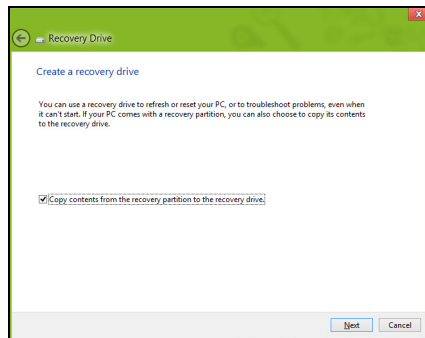 Recovery Drive
Create a recovery drive
You can use a recovery drive to refresh or reset your PC, or to troubleshoot problems, even when
it can't start. If your PC comes with a recovery partition, you can also choose to copy its contents
to the recovery drive.
Copy contents from the recovery partition to the recovery drive.
Next Cancel